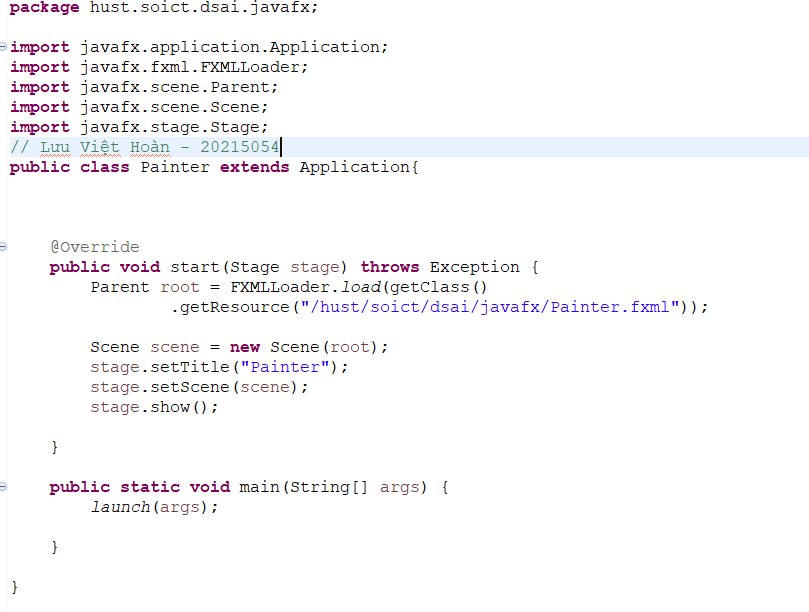 package hust.soict.dsai.javafx;
import javafx.application.Application;
import javafx.fxml.FXMLLoader;
import javafx.scene.Parent;
import javafx.scene.Scene;
import javafx.stage.Stage;
// Lưu Việt Hoàn - 20215054
public class Painter extends Application{
@Override
public void start(Stage stage) throws Exception {
Parent root = FXMLLoader.load(getClass()
.getResource("/hust/soict/dsai/javafx/Painter.fxml"));
Scene scene = new Scene(root);
stage.setTitle("Painter");
stage.setScene(scene);
stage.show();
}
public static void main(String[] args) {
launch(args);
}
}